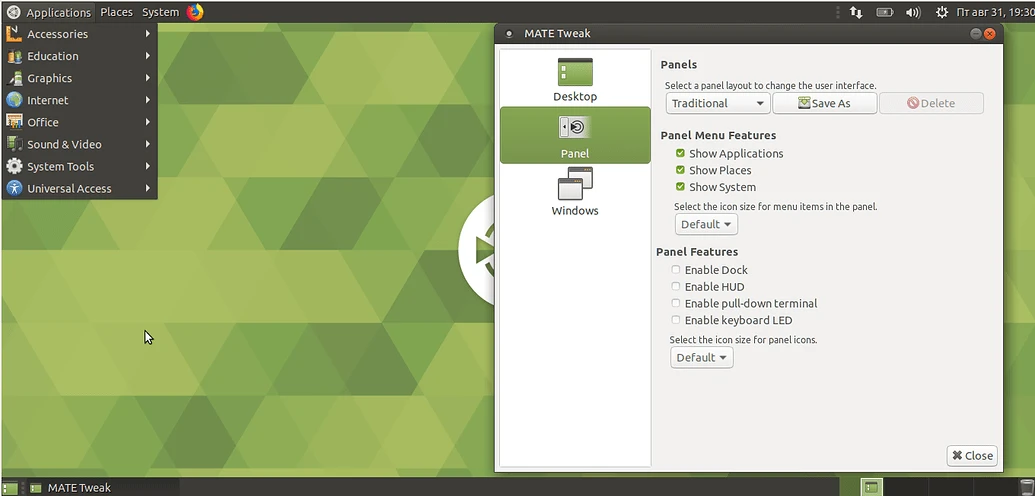 Applications Places System Пт авг 31, 19:30
Accessories
Education
Graphics
Internet
Office
Sound & Video
System Tools
Universal Access
MATE Tweak
Desktop
Panel
Windows
Panels
Select a panel layout to change the user interface.
Traditional Save As Delete
Panel Menu Features
Show Applications
Show Places
Show System
Select the icon size for menu items in the panel.
Default
Panel Features
Enable Dock
Enable HUD
Enable pull-down terminal
Enable keyboard LED
Select the icon size for panel icons.
Default
Close
MATE Tweak